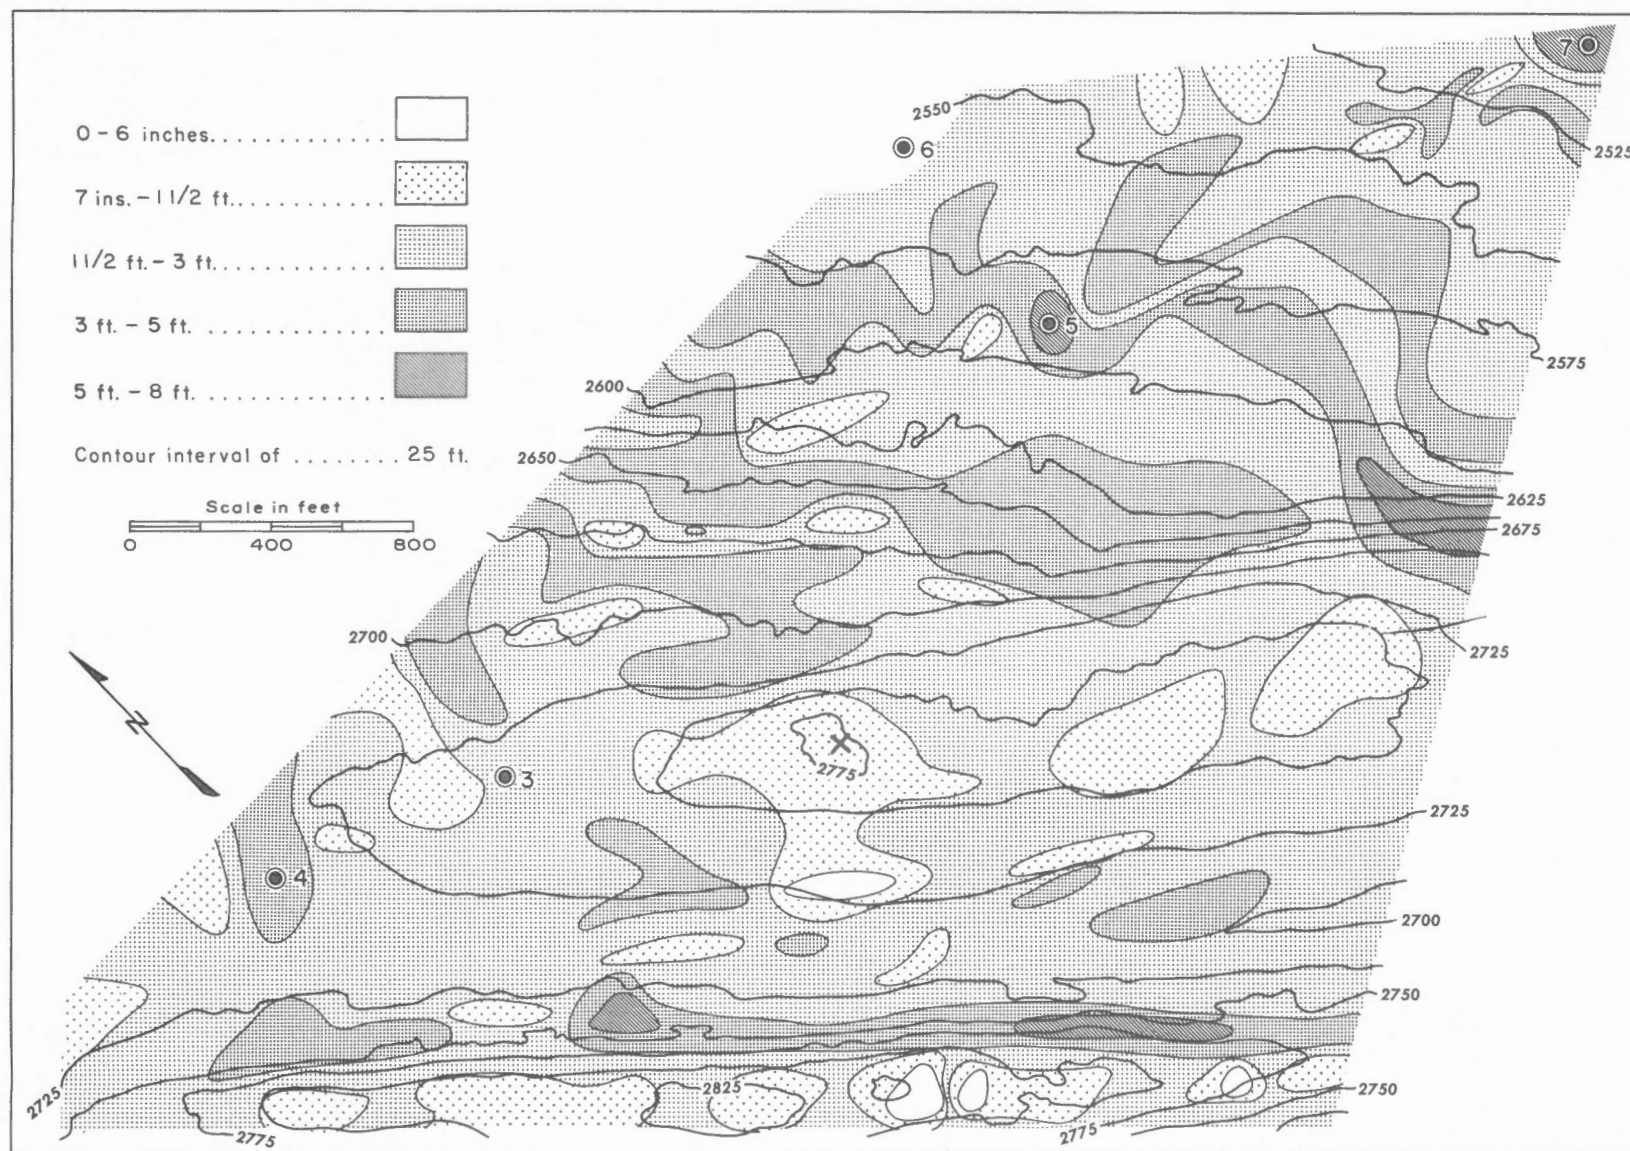 0 - 6 inches. . . . . . . . . . . . .
7 ins. – 1 1/2 ft. . . . . . . . . . . .
1 1/2 ft. – 3 ft. . . . . . . . . . . . .
3 ft. – 5 ft. . . . . . . . . . . . .
5 ft. – 8 ft. . . . . . . . . . . . . .
Contour interval of . . . . . . . . 25 ft.
Scale in feet
0 400 800
N
7
2550
6
2525
5
2575
2600
2650
2625
2675
2700
2725
2775
3
2725
4
2700
2750
2825
2750
2725
2775
2775